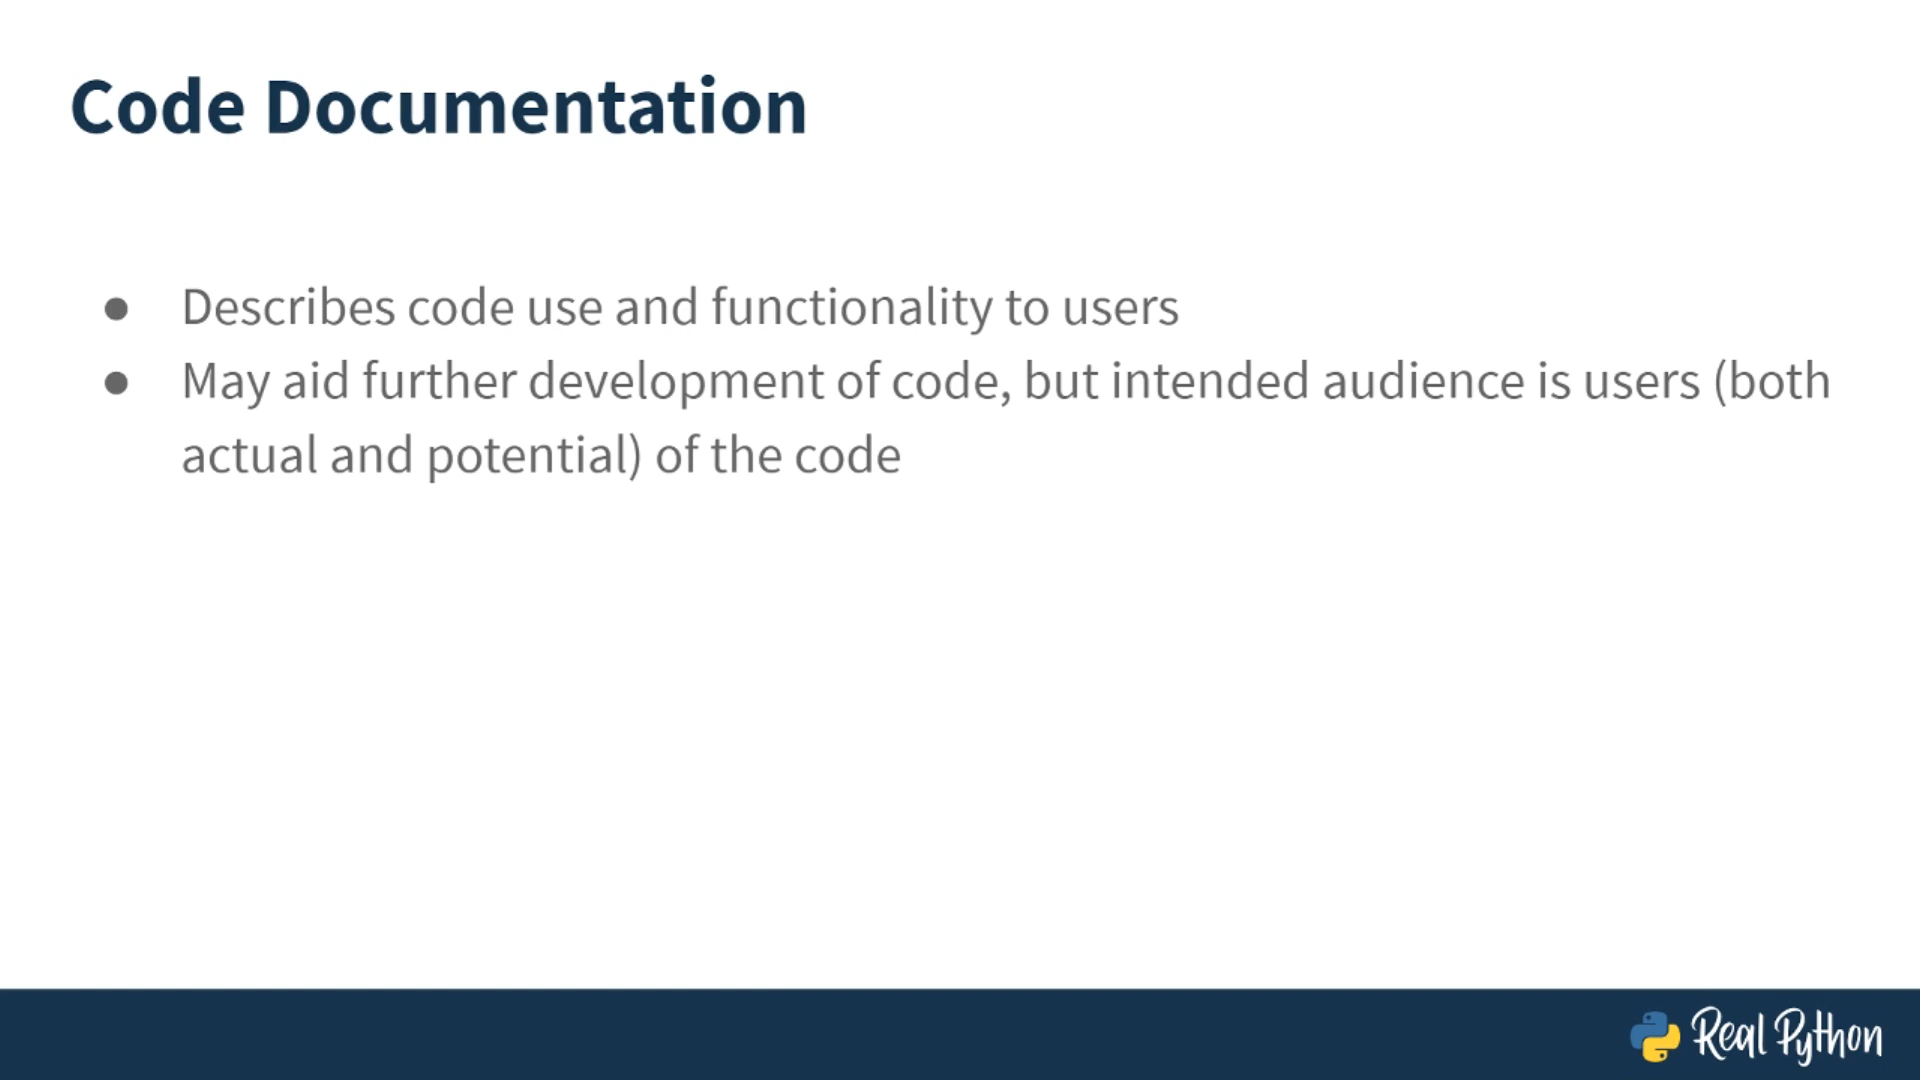 Code Documentation
● Describes code use and functionality to users
● May aid further development of code, but intended audience is users (both
actual and potential) of the code
Real Python